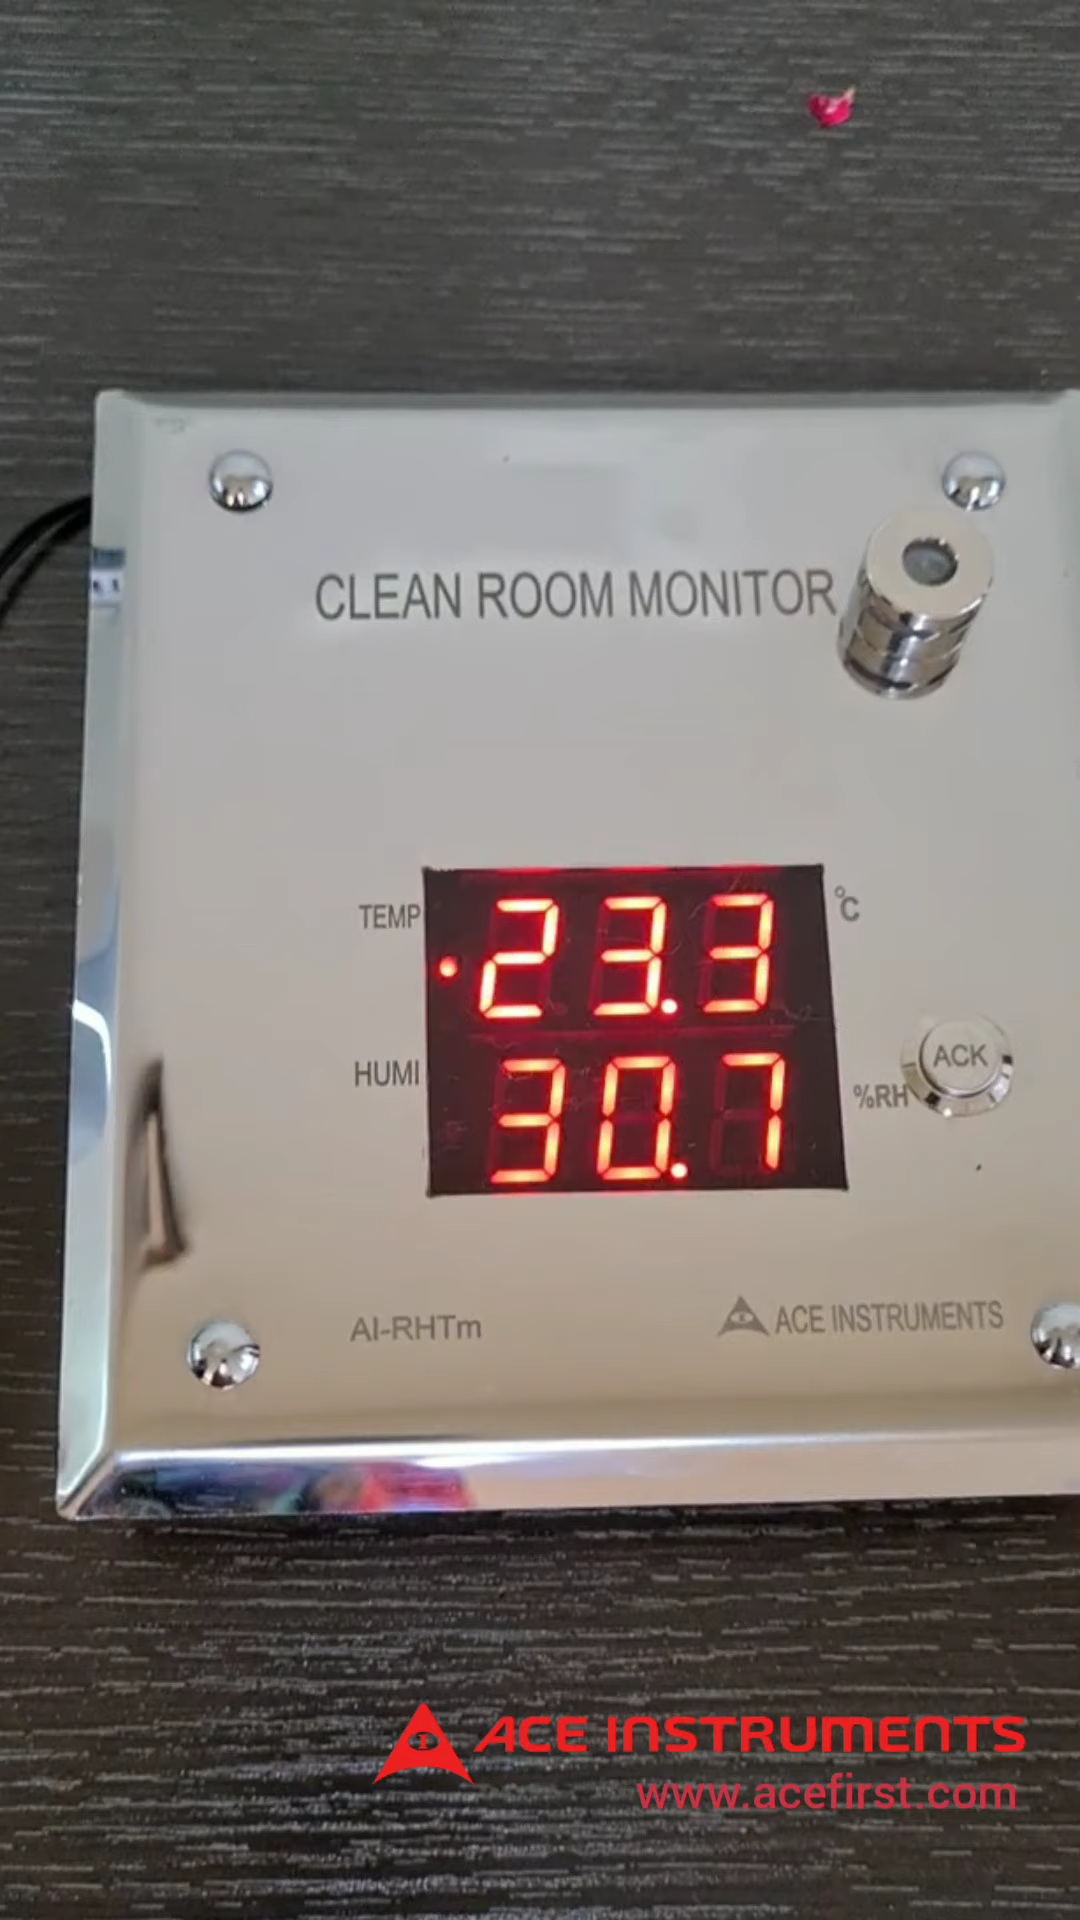 CLEAN ROOM MONITOR
TEMP 23.3 °C
HUMI 30.7 %RH
ACK
AI-RHTm
ACE INSTRUMENTS
ACE INSTRUMENTS
www.acefirst.com